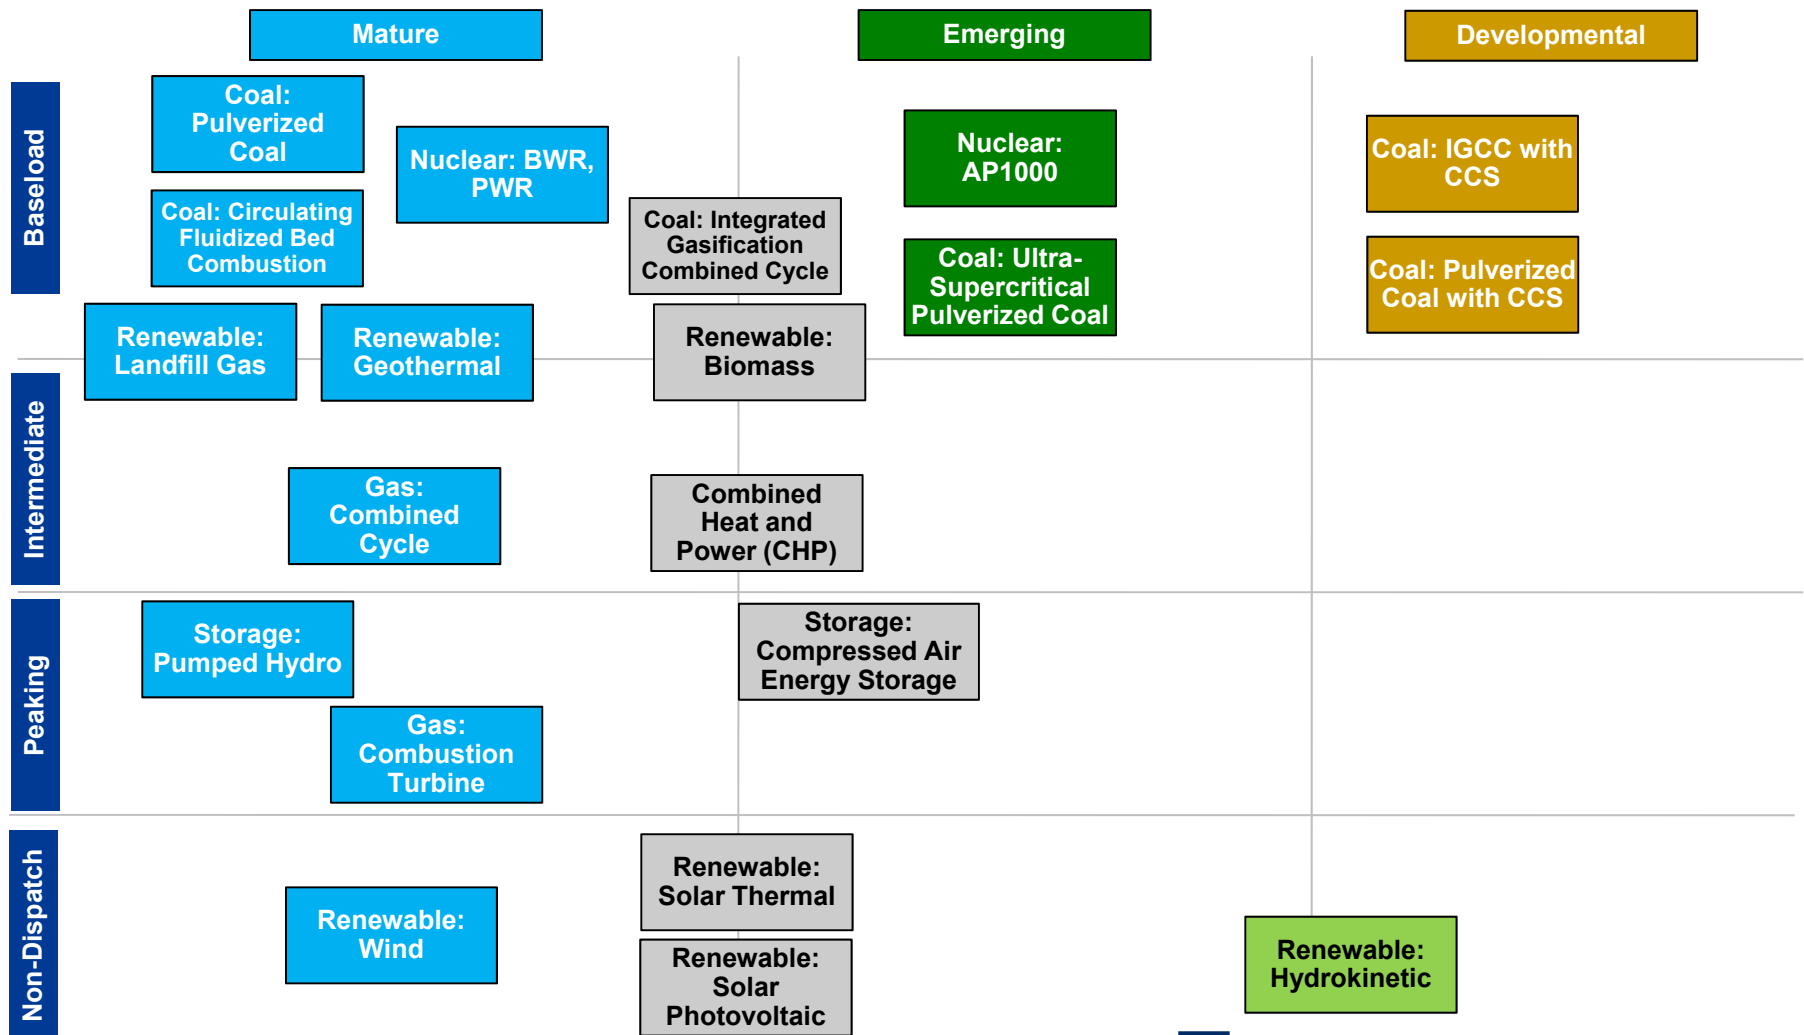 Mature
Emerging
Developmental
Baseload
Coal:
Pulverized
Coal
Nuclear: BWR,
PWR
Coal: Circulating
Fluidized Bed
Combustion
Coal: Integrated
Gasification
Combined Cycle
Nuclear:
AP1000
Coal: Ultra-
Supercritical
Pulverized Coal
Coal: IGCC with
CCS
Coal: Pulverized
Coal with CCS
Renewable:
Landfill Gas
Renewable:
Geothermal
Renewable:
Biomass
Intermediate
Gas:
Combined
Cycle
Combined
Heat and
Power (CHP)
Peaking
Storage:
Pumped Hydro
Gas:
Combustion
Turbine
Storage:
Compressed Air
Energy Storage
Non-Dispatch
Renewable:
Wind
Renewable:
Solar Thermal
Renewable:
Solar
Photovoltaic
Renewable:
Hydrokinetic